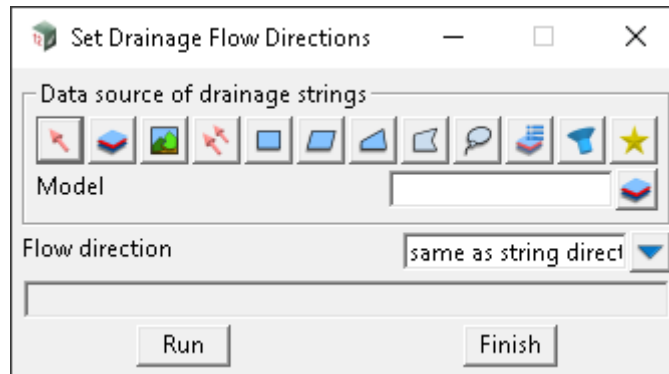 Set Drainage Flow Directions
Data source of drainage strings
Model
Flow direction same as string direct
Run Finish